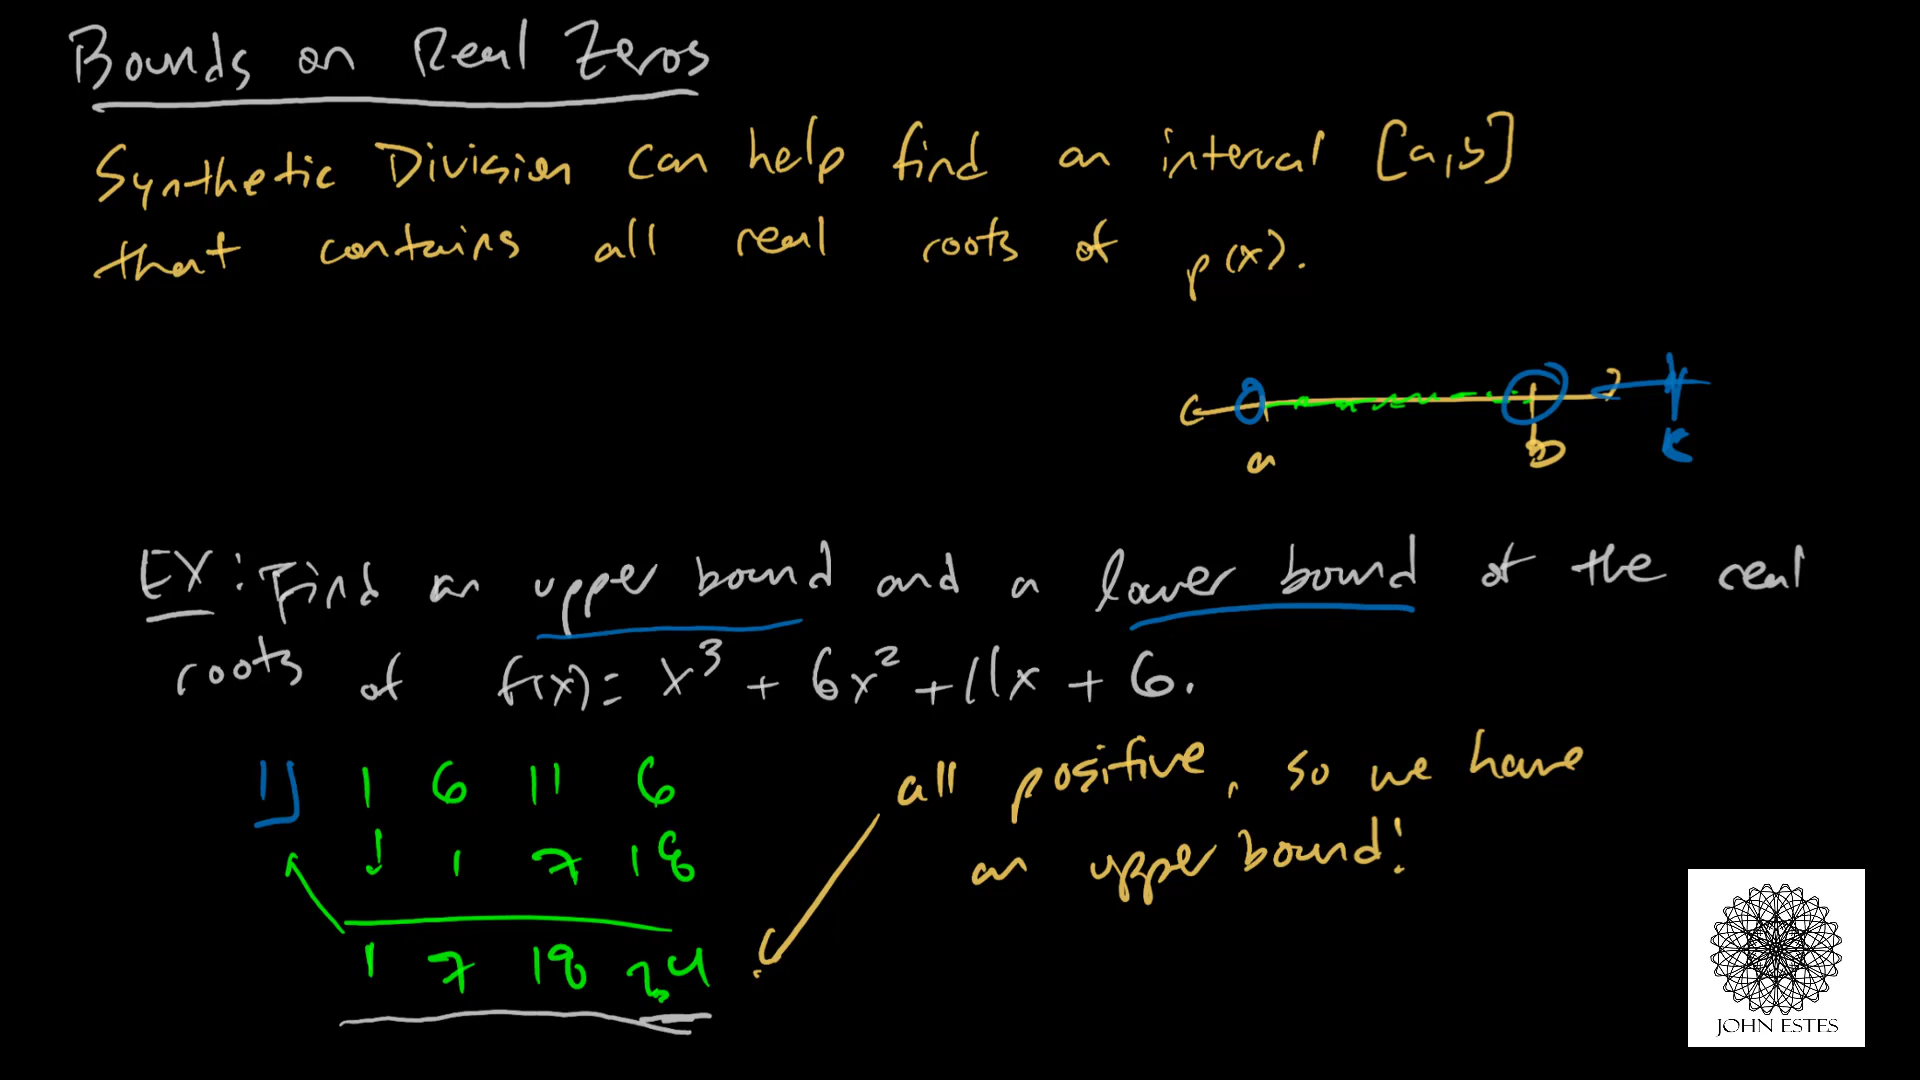 Bounds on Real Zeros
Synthetic Division can help find an interval [a,b]
that contains all real roots of p(x).
a b c
EX: Find an upper bound and a lower bound of the real
roots of f(x) = x³ + 6x² + 11x + 6.
1 1 6 11 6
1 7 18
1 7 18 24
all positive, so we have
an upper bound!
JOHN ESTES